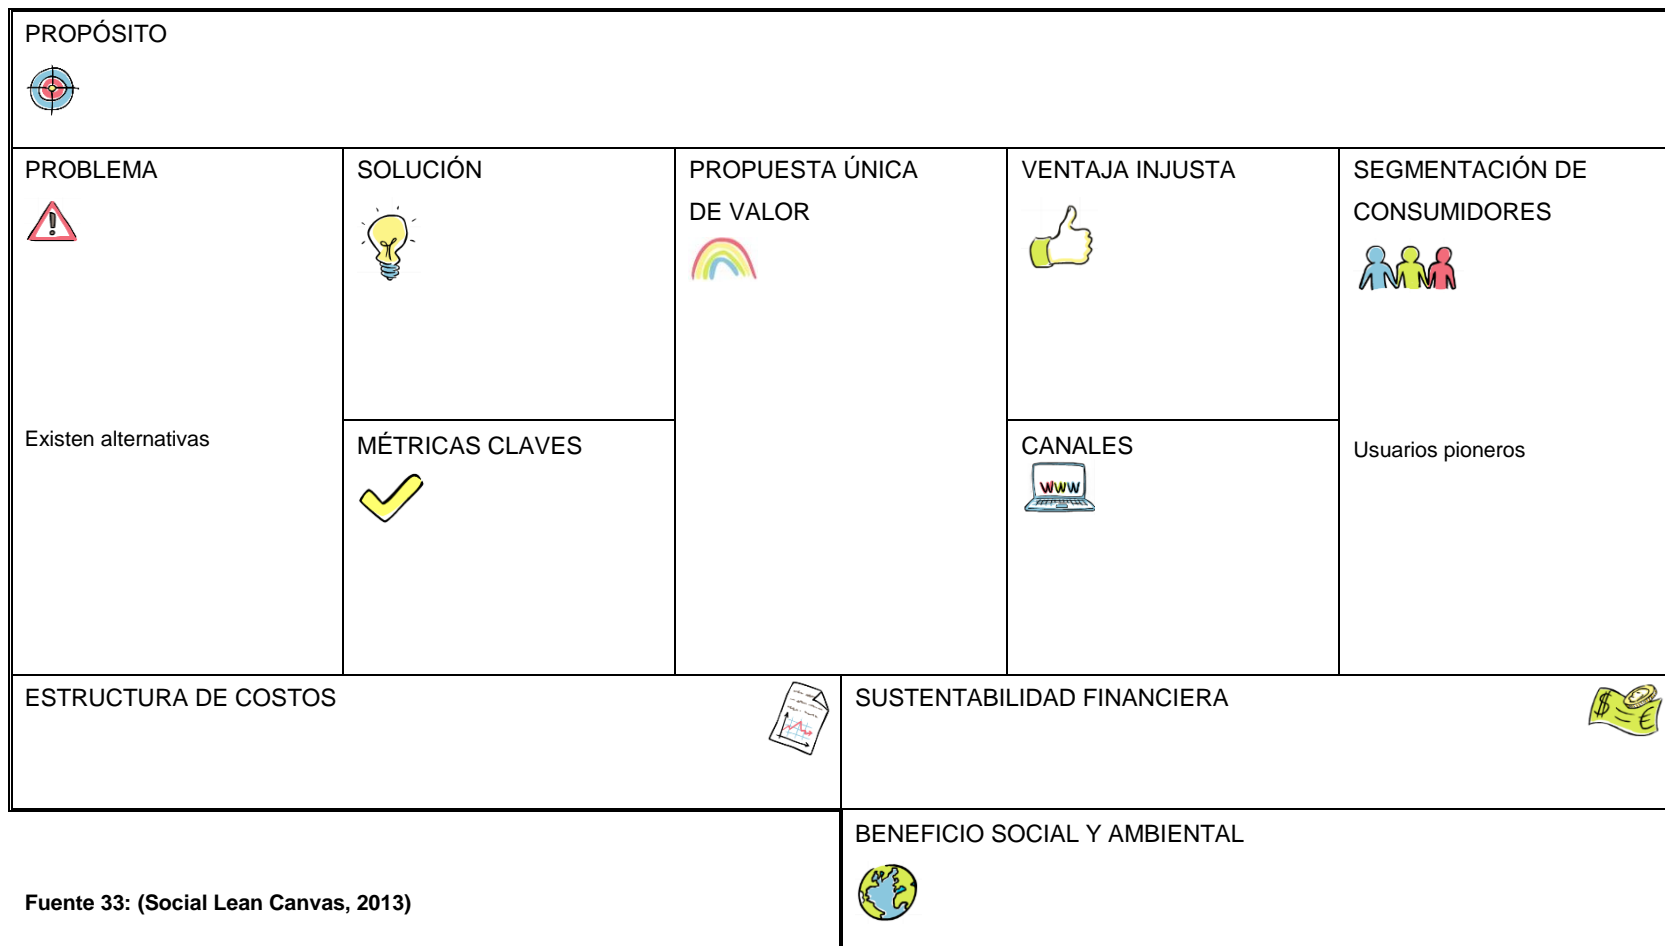 PROPÓSITO
PROBLEMA
Existen alternativas
SOLUCIÓN
MÉTRICAS CLAVES
PROPUESTA ÚNICA
DE VALOR
VENTAJA INJUSTA
CANALES
WWW
SEGMENTACIÓN DE
CONSUMIDORES
Usuarios pioneros
ESTRUCTURA DE COSTOS
SUSTENTABILIDAD FINANCIERA
$
€
BENEFICIO SOCIAL Y AMBIENTAL
Fuente 33: (Social Lean Canvas, 2013)